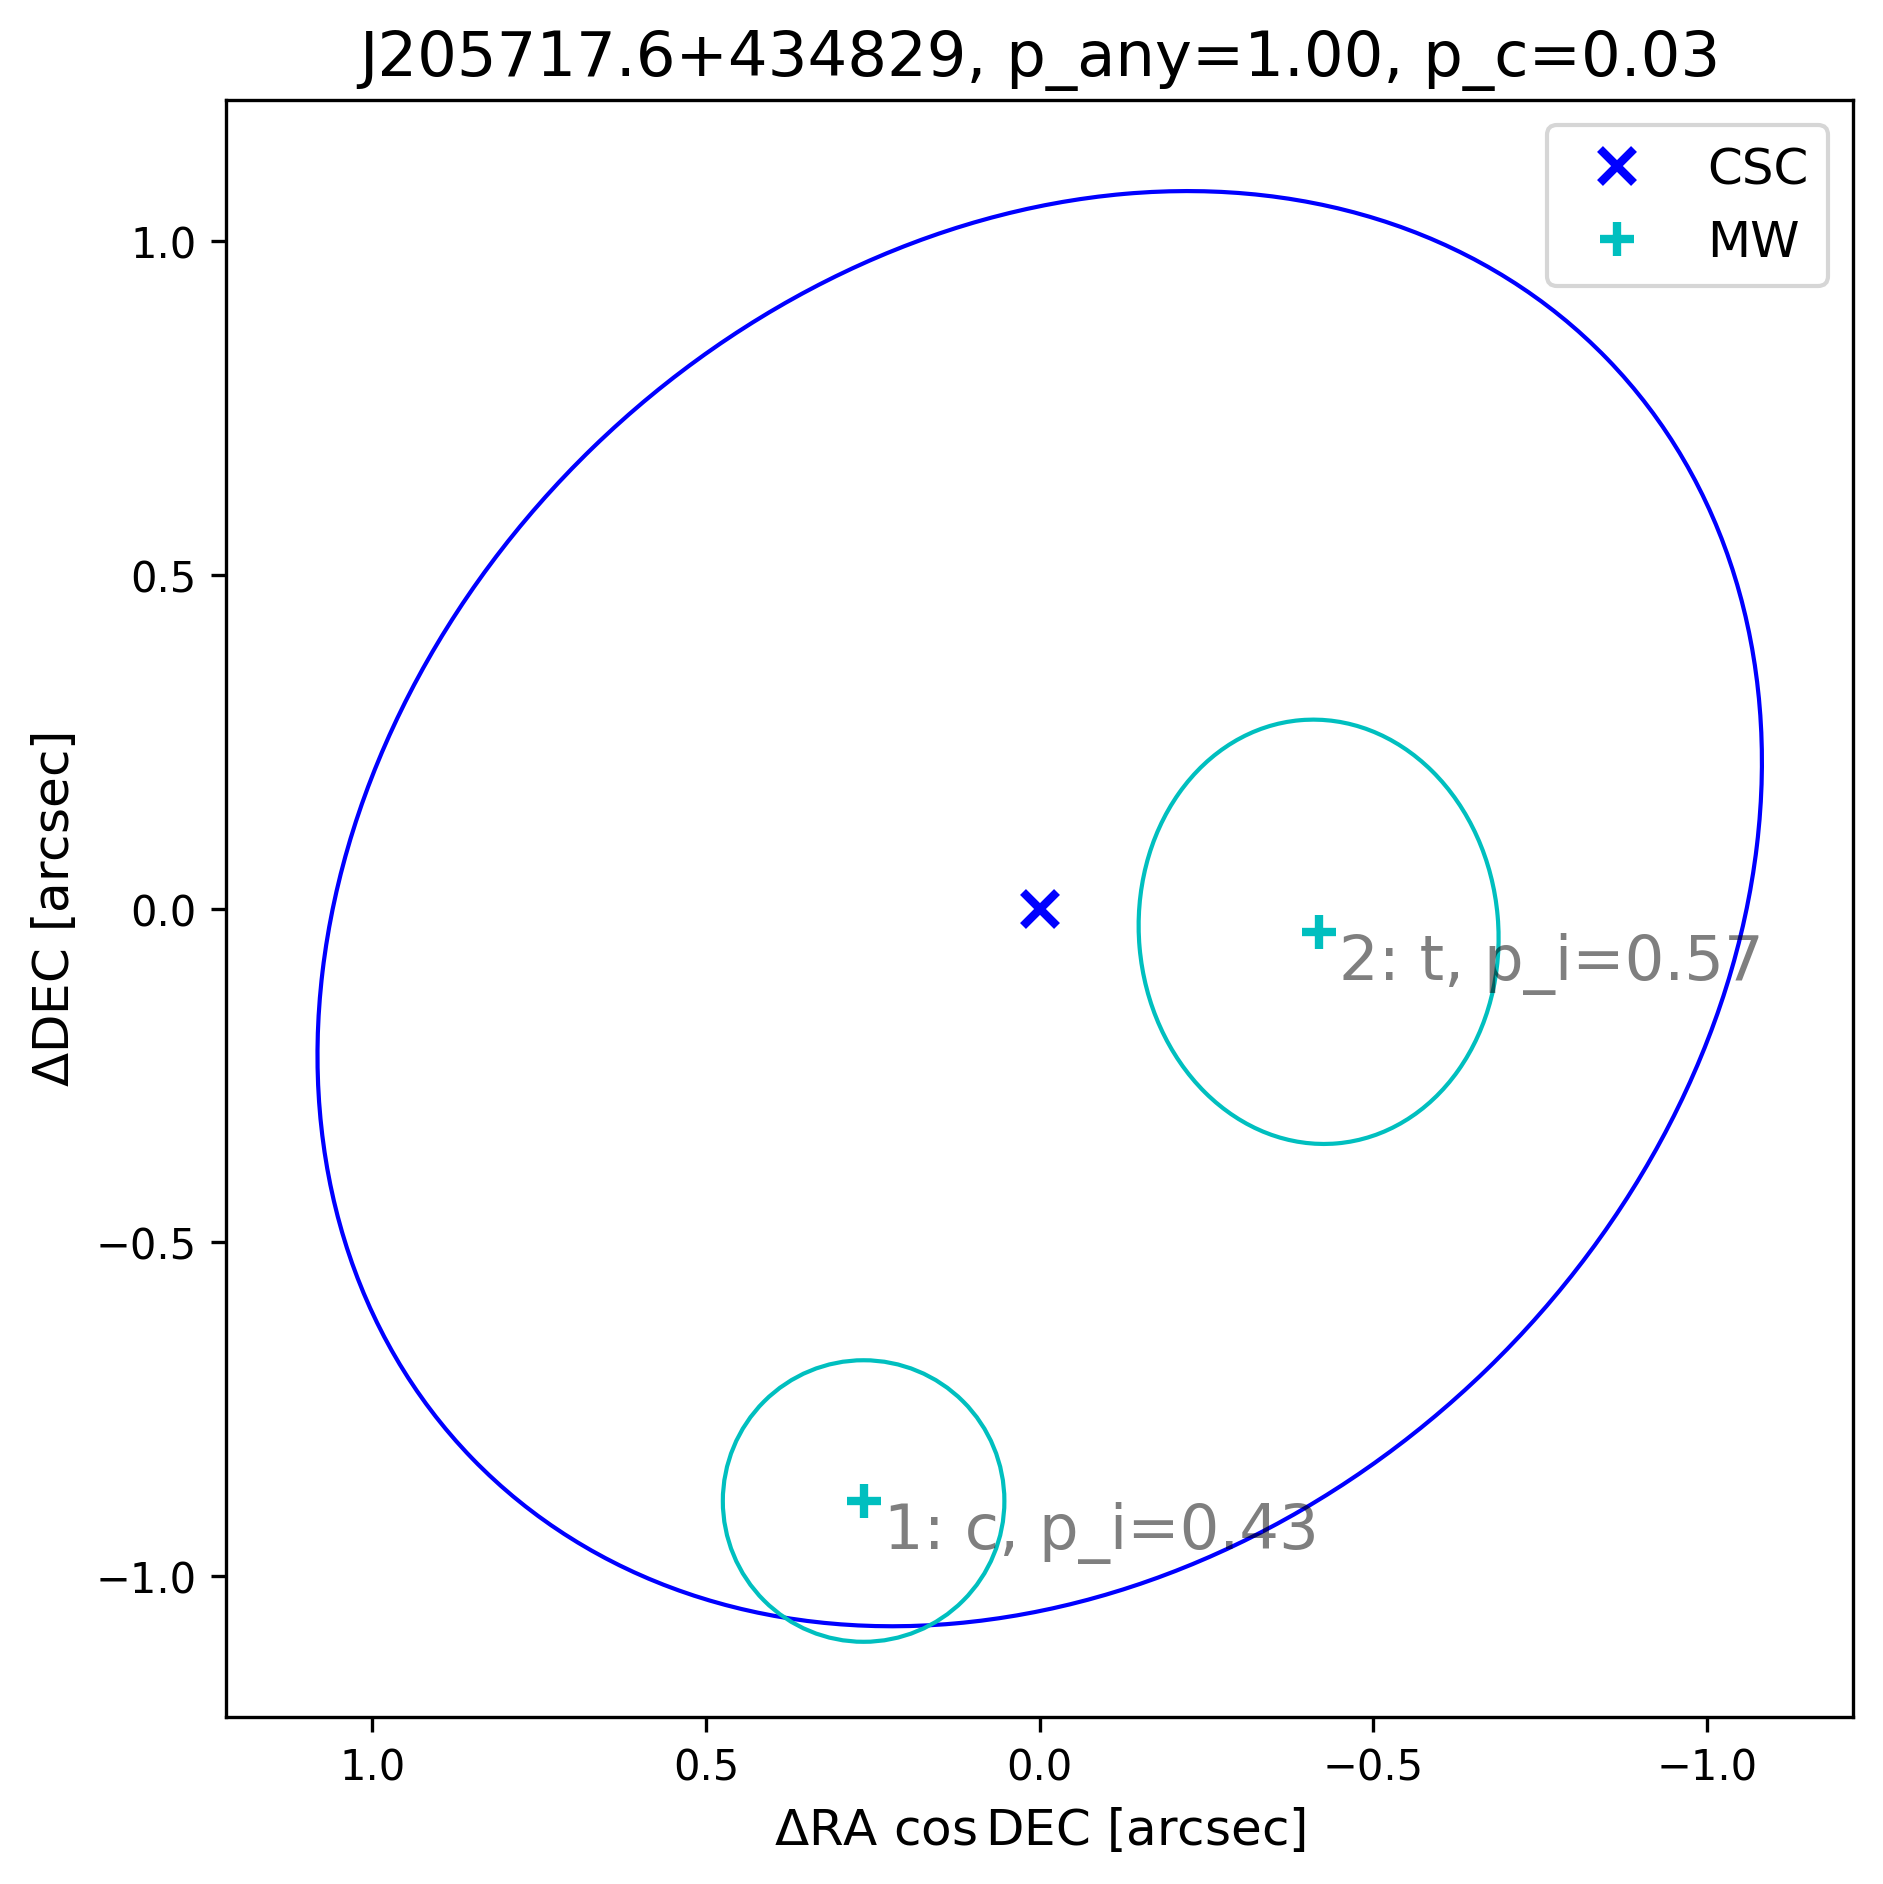 J205717.6+434829, p_any=1.00, p_c=0.03
CSC
MW
1.0
0.5
0.0
−0.5
−1.0
ΔDEC [arcsec]
2: t, p_i=0.57
1: c, p_i=0.43
1.0
0.5
0.0
−0.5
−1.0
ΔRA cos DEC [arcsec]